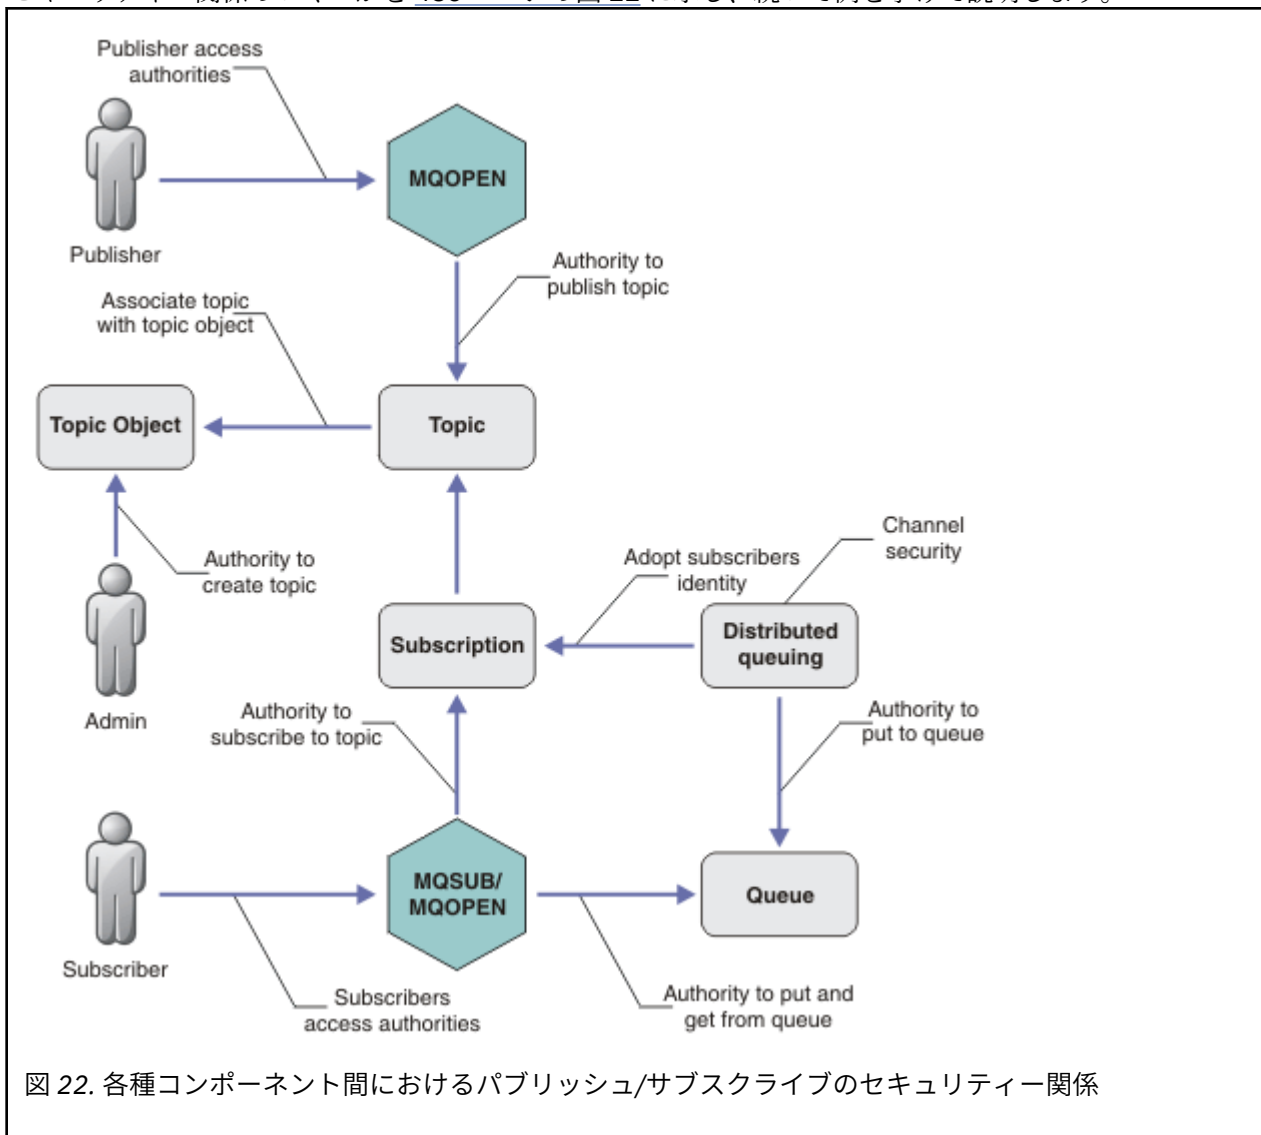 Publisher access
authorities
MQOPEN
Publisher
Authority to
publish topic
Associate topic
with topic object
Topic Object
Topic
Authority to
create topic
Channel
security
Adopt subscribers
identity
Subscription
Distributed
queuing
Admin
Authority to
subscribe to topic
Authority to
put to queue
MQSUB/
MQOPEN
Queue
Subscriber
Subscribers
access authorities
Authority to put and
get from queue
図 22. 各種コンポーネント間におけるパブリッシュ/サブスクライブのセキュリティー関係